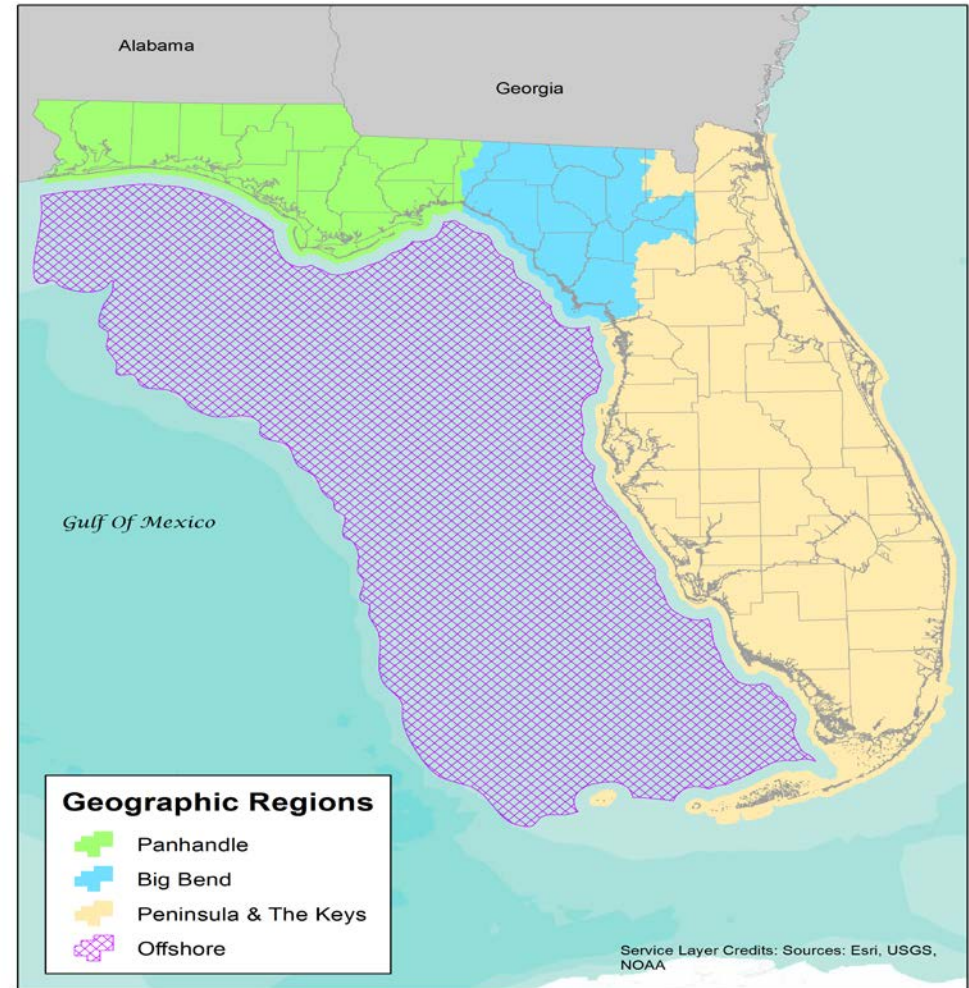 Alabama
Georgia
Gulf Of Mexico
Geographic Regions
Panhandle
Big Bend
Peninsula & The Keys
Offshore
Service Layer Credits: Sources: Esri, USGS,
NOAA